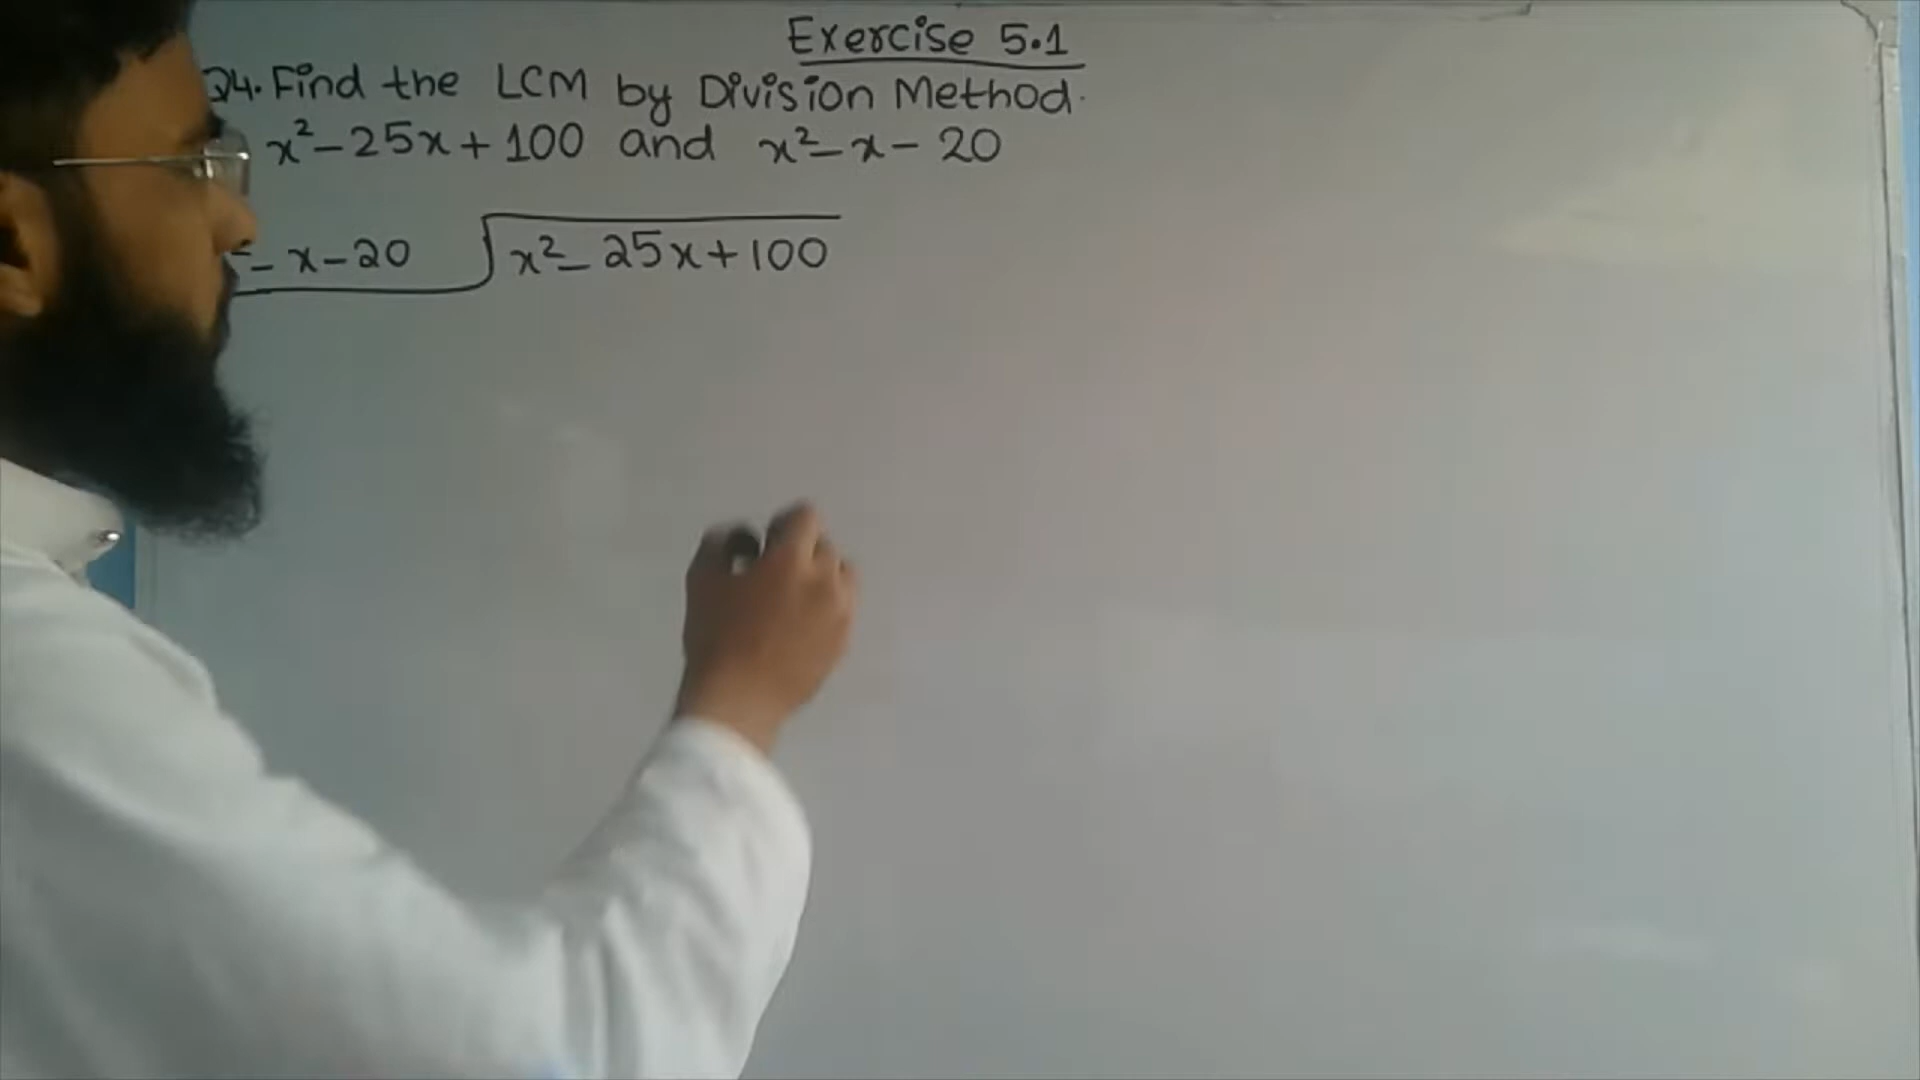 Exercise 5.1
Q4. Find the LCM by Division Method.
x²-25x+100 and x²-x-20
- x-20 x²-25x+100